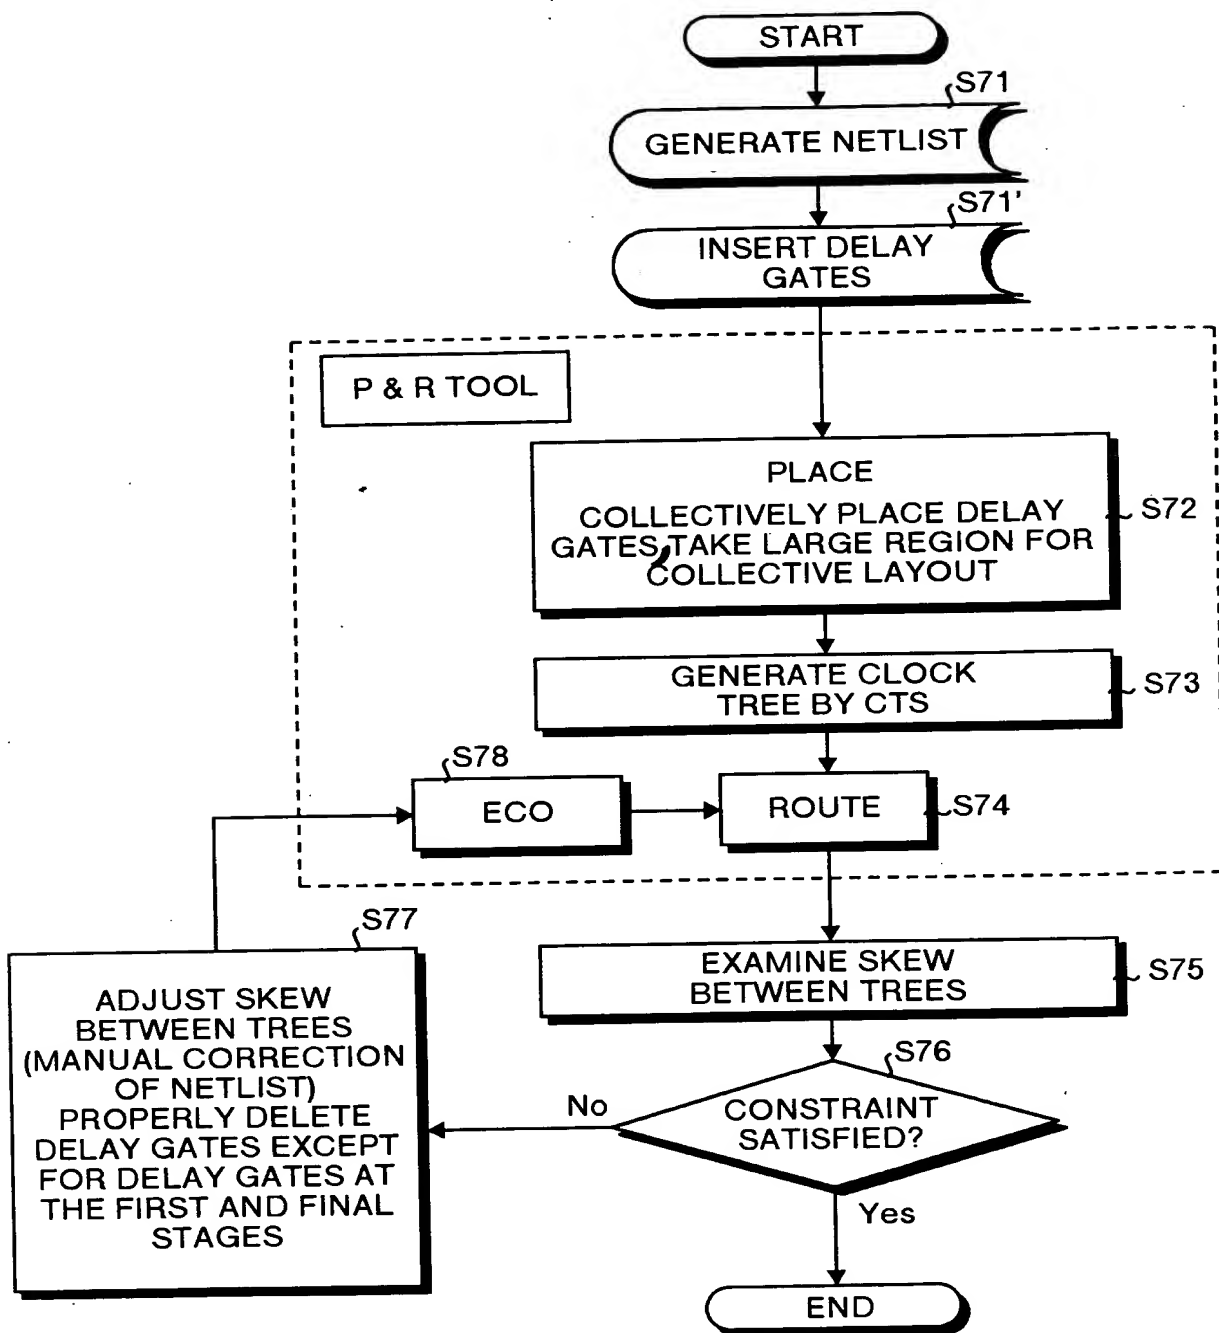 START
S71
GENERATE NETLIST
S71'
INSERT DELAY
GATES
P & R TOOL
PLACE
COLLECTIVELY PLACE DELAY
GATES, TAKE LARGE REGION FOR
COLLECTIVE LAYOUT
S72
GENERATE CLOCK
TREE BY CTS
S73
S78
ECO
ROUTE
S74
S77
ADJUST SKEW
BETWEEN TREES
(MANUAL CORRECTION
OF NETLIST)
PROPERLY DELETE
DELAY GATES EXCEPT
FOR DELAY GATES AT
THE FIRST AND FINAL
STAGES
EXAMINE SKEW
BETWEEN TREES
S75
S76
CONSTRAINT
SATISFIED?
No
Yes
END